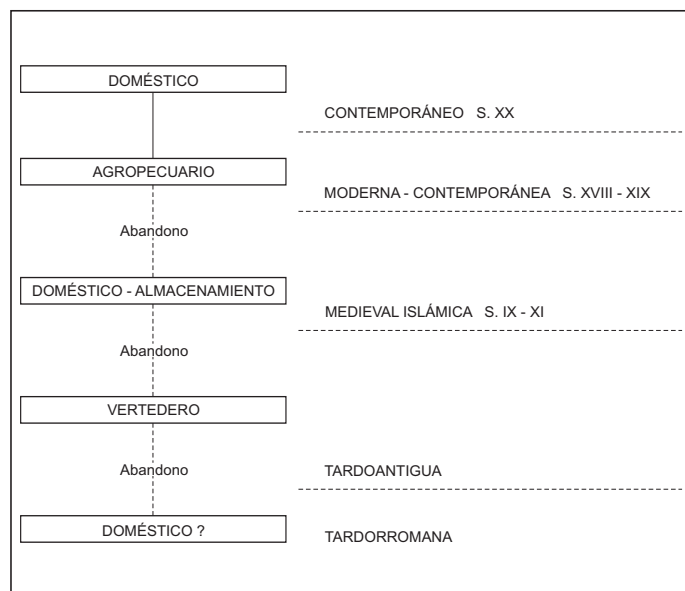 DOMÉSTICO
CONTEMPORÁNEO S. XX
AGROPECUARIO
MODERNA - CONTEMPORÁNEA S. XVIII - XIX
Abandono
DOMÉSTICO - ALMACENAMIENTO
MEDIEVAL ISLÁMICA S. IX - XI
Abandono
VERTEDERO
Abandono
TARDOANTIGUA
DOMÉSTICO ?
TARDORROMANA